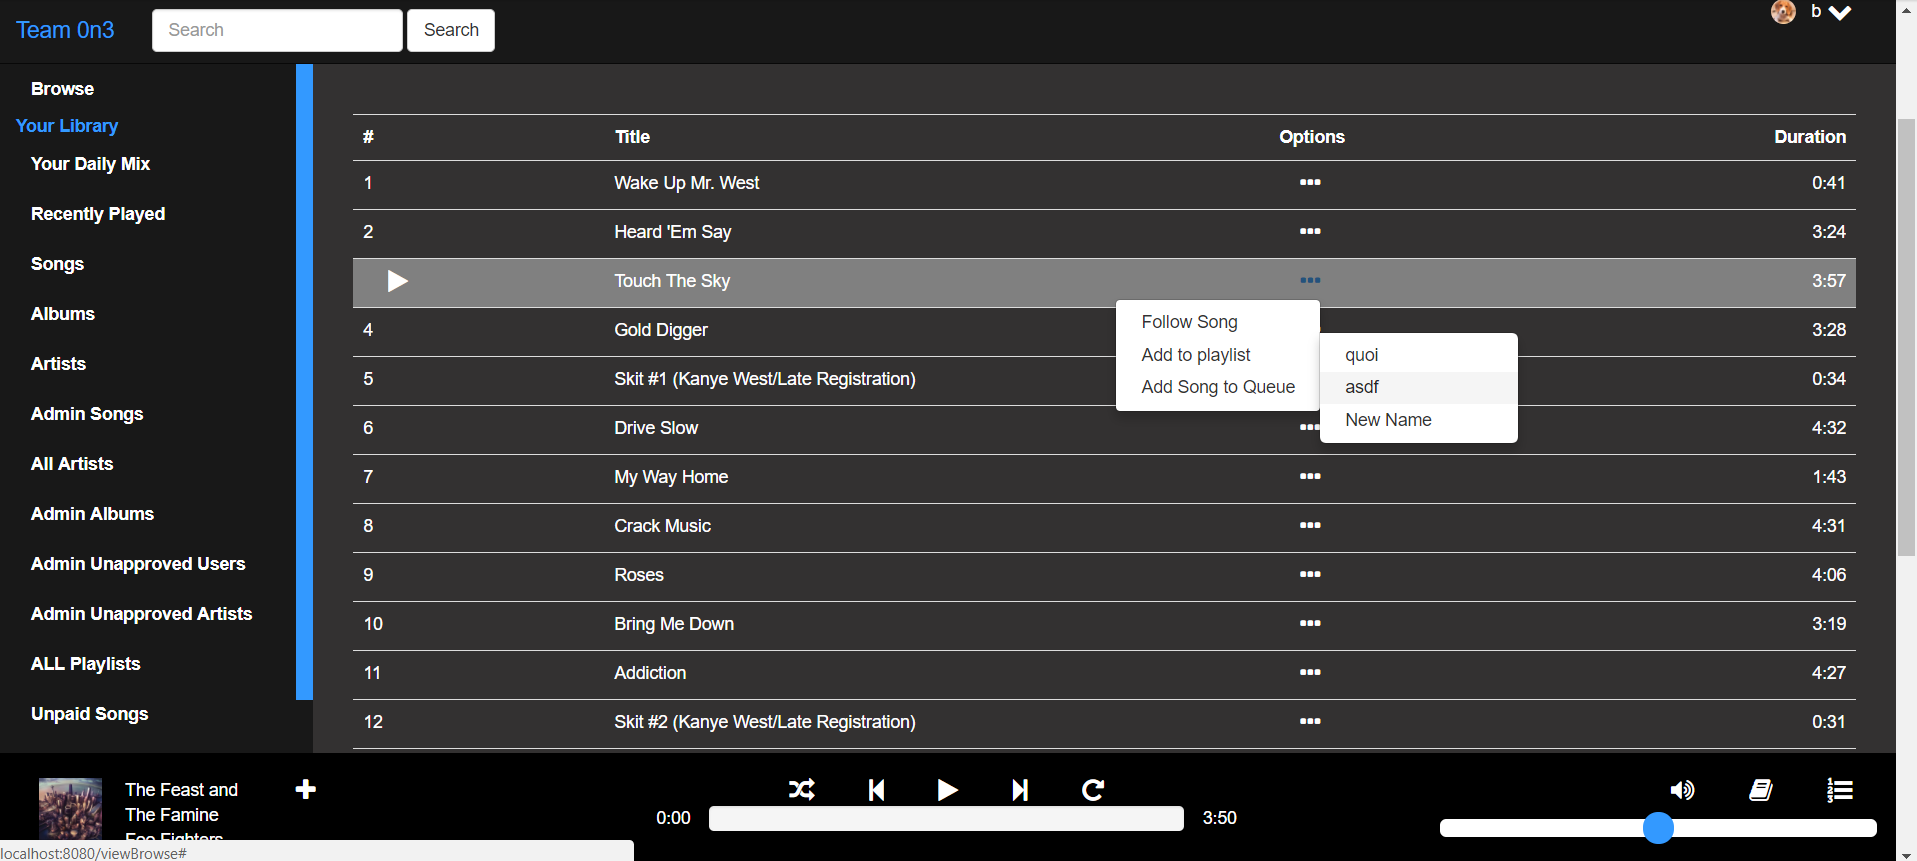 Team 0n3
Search
Search
b
Browse
Your Library
Your Daily Mix
Recently Played
Songs
Albums
Artists
Admin Songs
All Artists
Admin Albums
Admin Unapproved Users
Admin Unapproved Artists
ALL Playlists
Unpaid Songs
# Title Options Duration
1 Wake Up Mr. West 0:41
2 Heard 'Em Say 3:24
Touch The Sky 3:57
4 Gold Digger 3:28
5 Skit #1 (Kanye West/Late Registration) 0:34
6 Drive Slow 4:32
7 My Way Home 1:43
8 Crack Music 4:31
9 Roses 4:06
10 Bring Me Down 3:19
11 Addiction 4:27
12 Skit #2 (Kanye West/Late Registration) 0:31
Follow Song
Add to playlist
Add Song to Queue
quoi
asdf
New Name
The Feast and
The Famine
Foo Fighters
0:00
3:50
localhost:8080/viewBrowse#